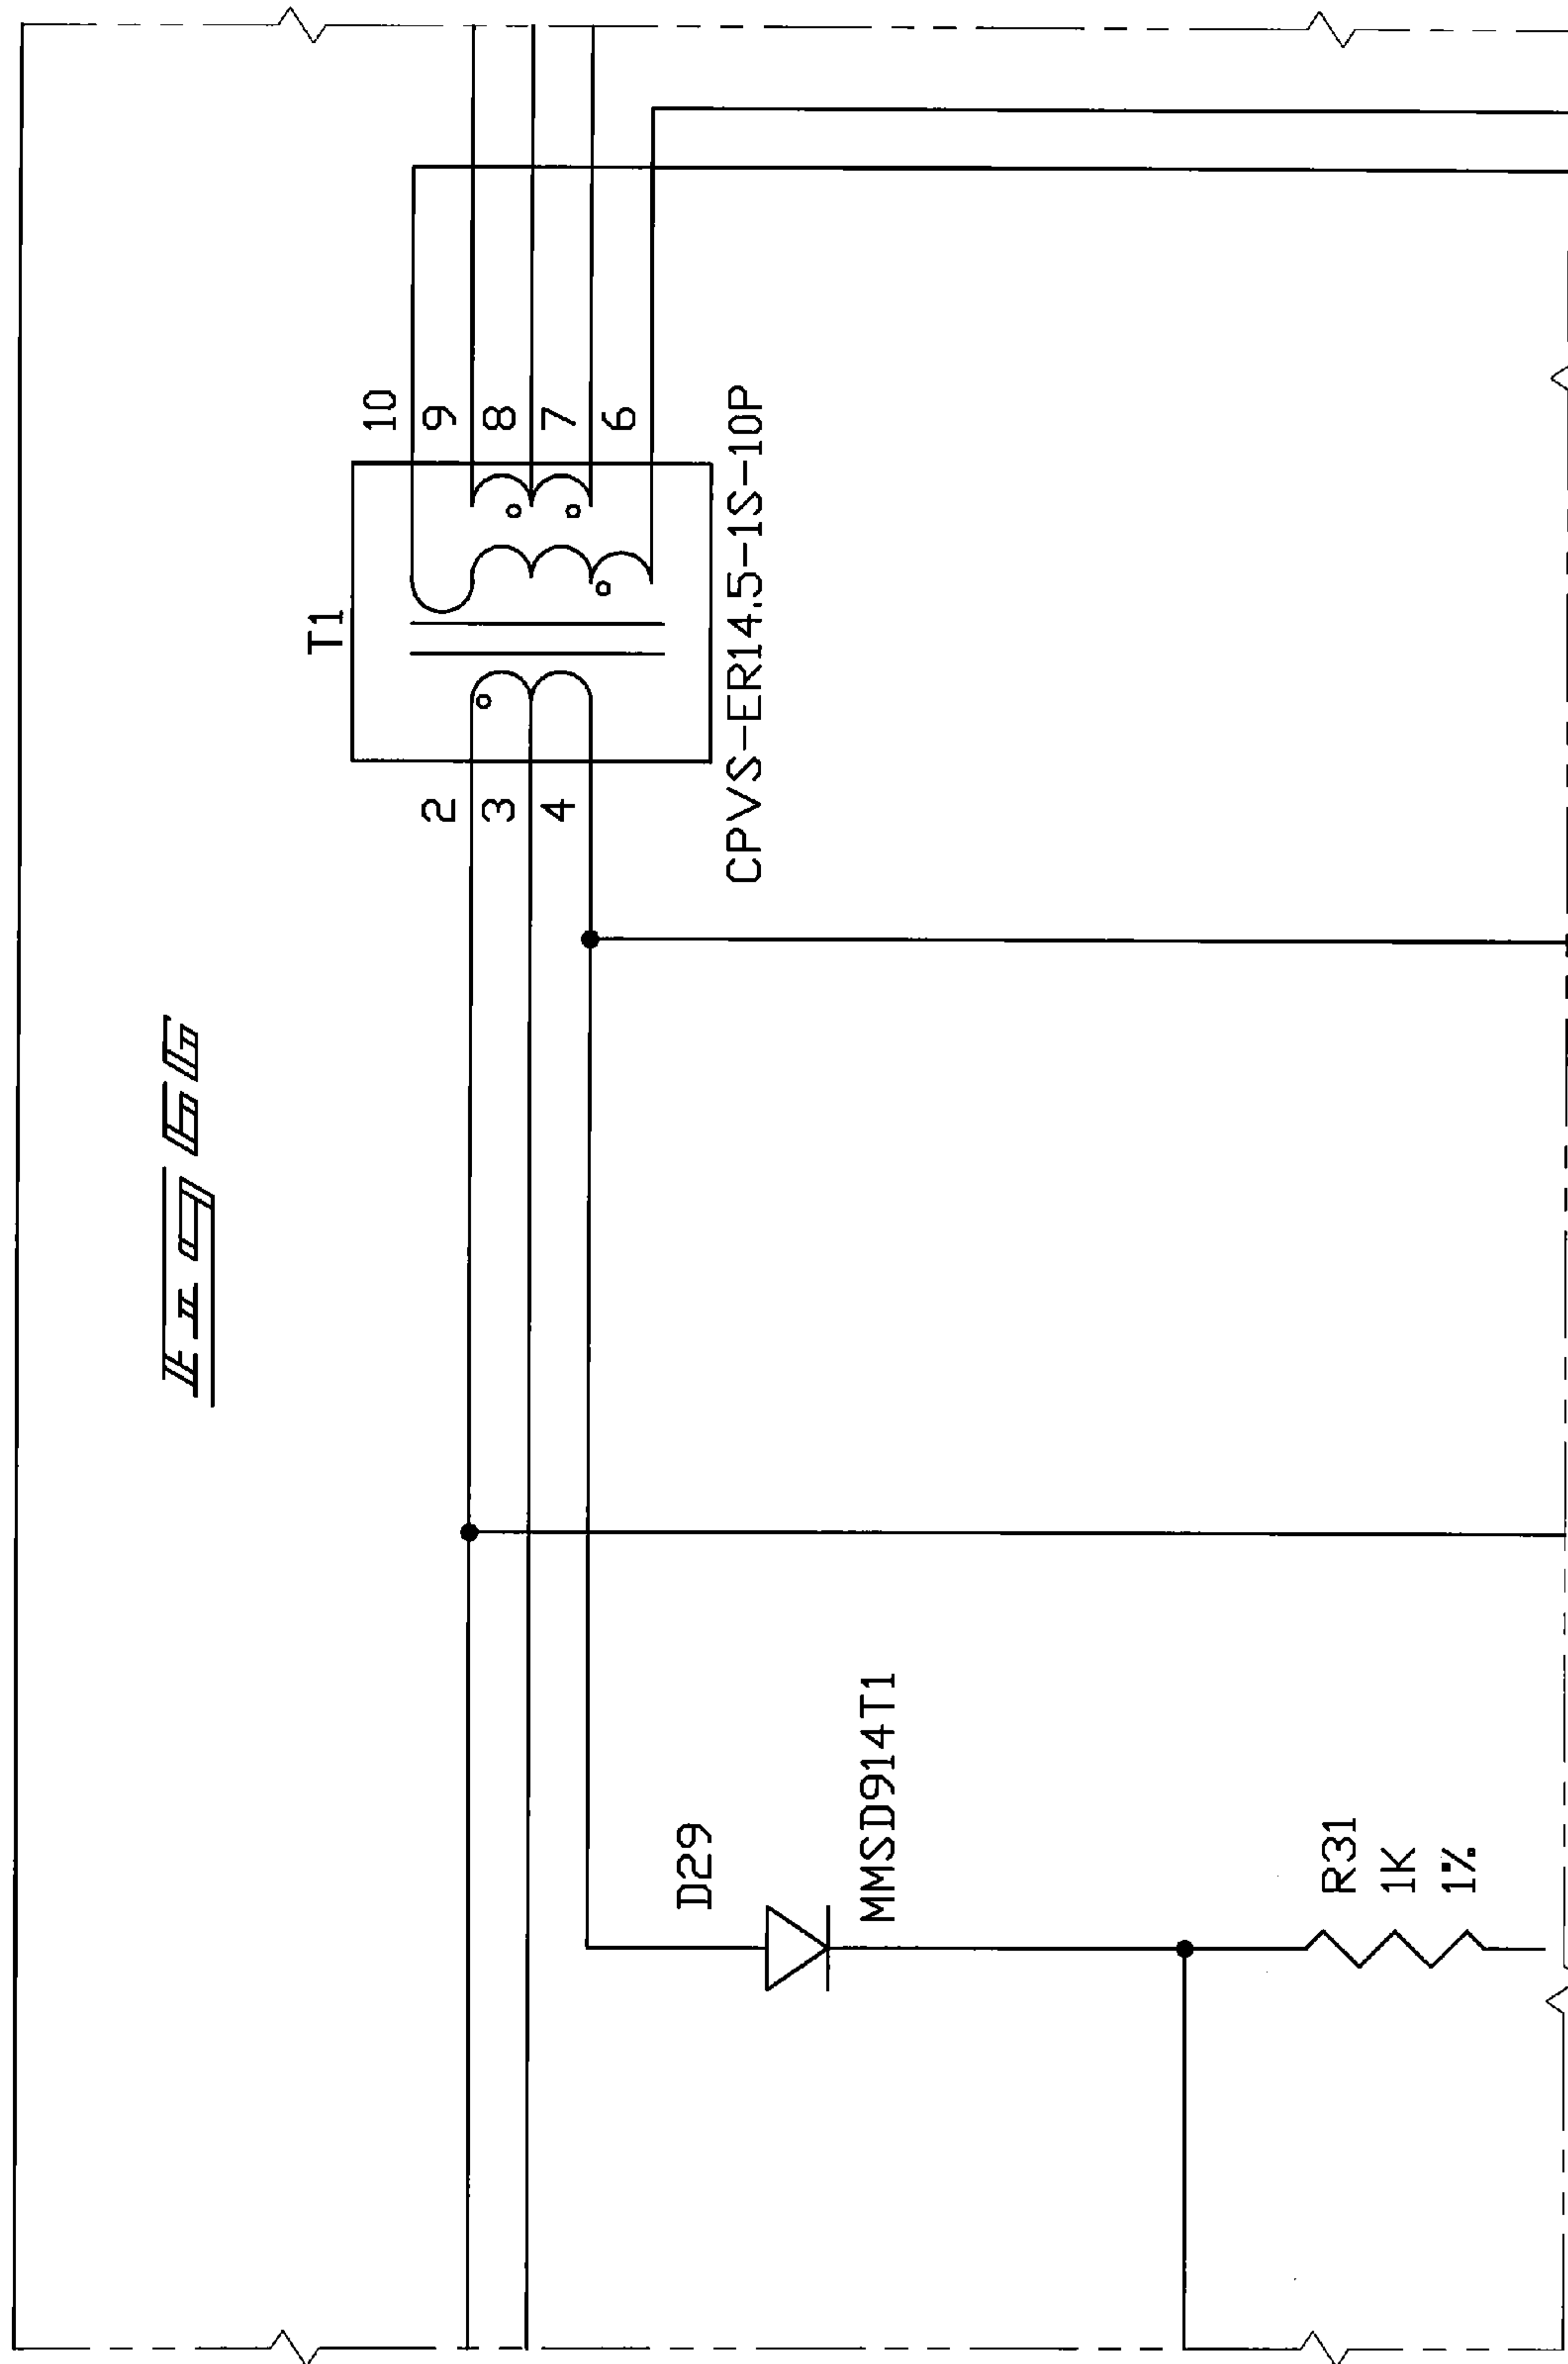 Fig 6G
T1
10
9
8
7
6
2
3
4
CPVS-ER14.5-1S-10P
D29
MMSD914T1
R31
1K
1%